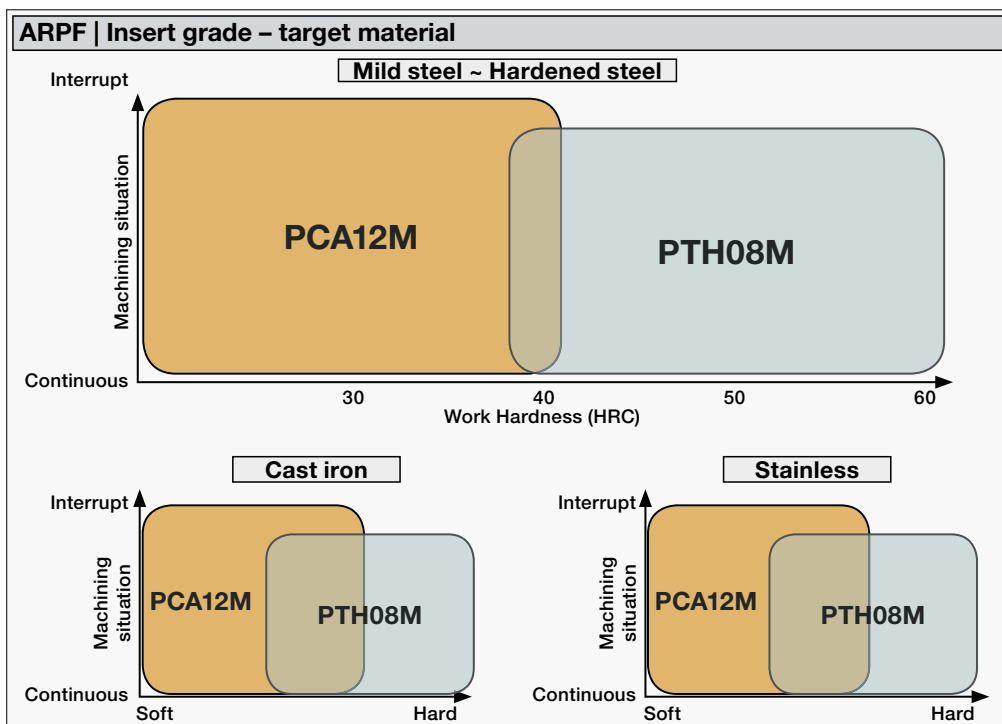 ARPF | Insert grade – target material
Mild steel ~ Hardened steel
Interrupt
Machining situation
PCA12M
PTH08M
Continuous
30
40
50
60
Work Hardness (HRC)
Cast iron
Interrupt
Machining
situation
PCA12M
PTH08M
Continuous
Soft
Hard
Stainless
Interrupt
Machining
situation
PCA12M
PTH08M
Continuous
Soft
Hard